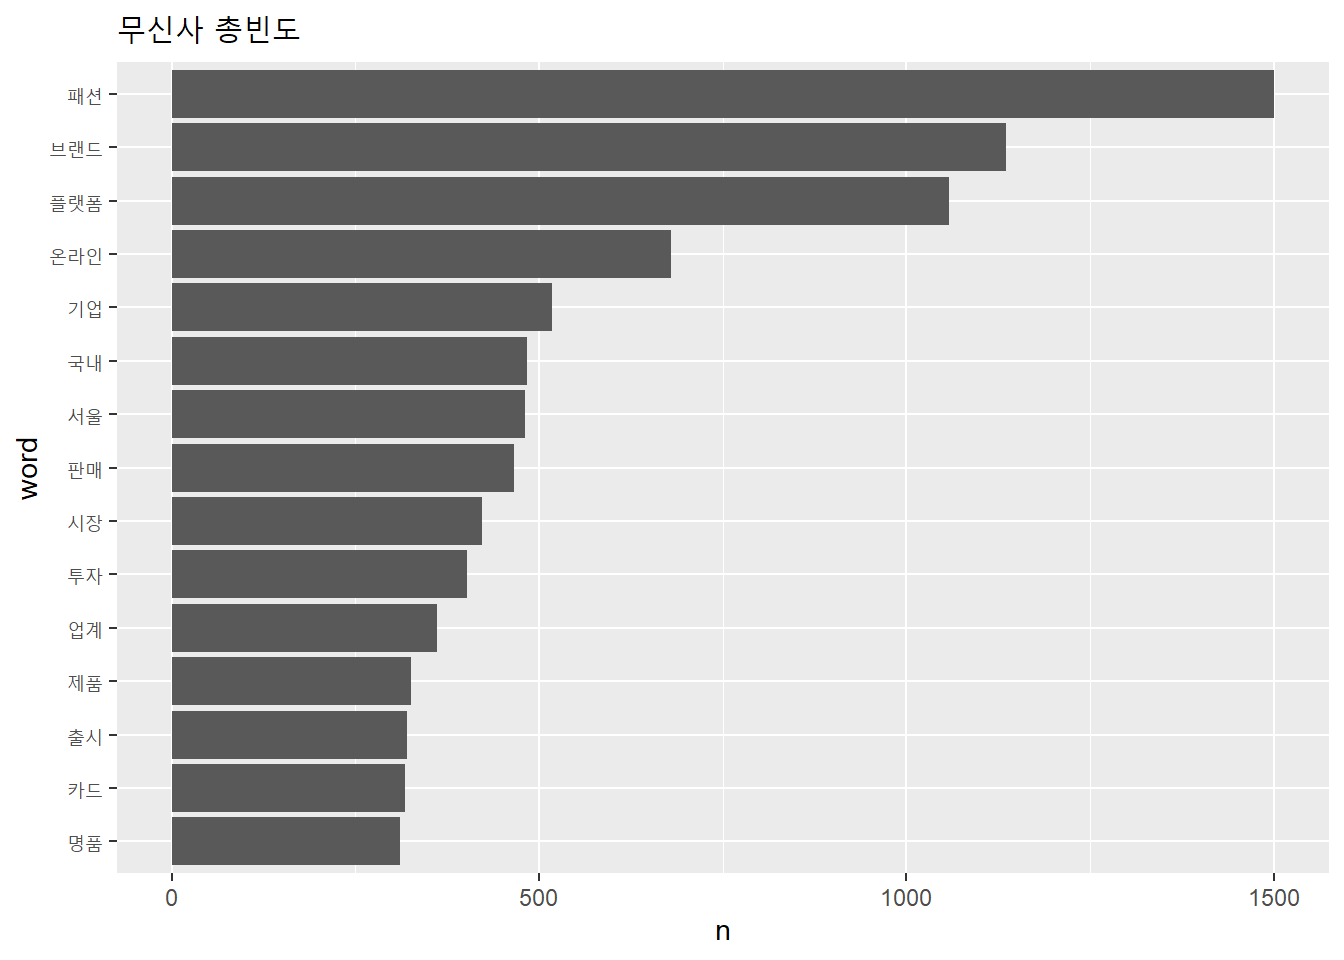 무신사 총빈도
패션
브랜드
플랫폼
온라인
기업
국내
서울
판매
시장
투자
업계
제품
출시
카드
명품
word
0 500 1000 1500
n